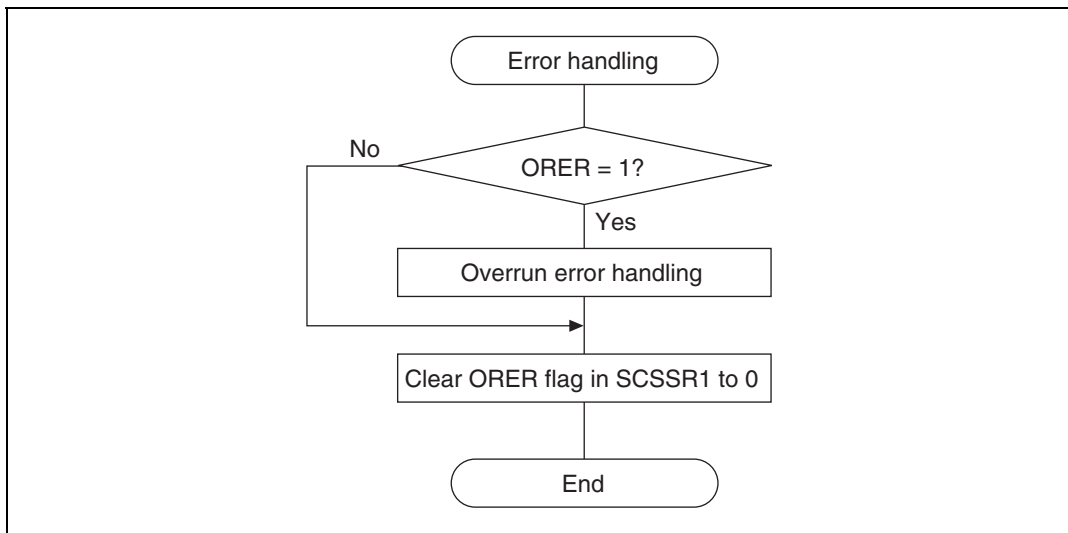 Error handling
No
ORER = 1?
Yes
Overrun error handling
Clear ORER flag in SCSSR1 to 0
End